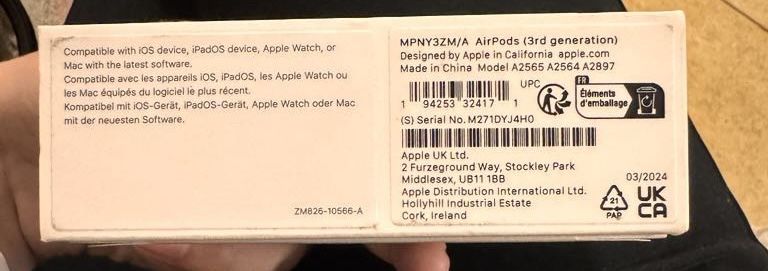 Compatible with iOS device, iPadOS device, Apple Watch, or
Mac with the latest software.
Compatible avec les appareils iOS, iPadOS, les Apple Watch ou
les Mac équipés du logiciel le plus récent.
Kompatibel mit iOS-Gerät, iPadOS-Gerät, Apple Watch oder Mac
mit der neuesten Software.
ZM826-10566-A
MPNY3ZM/A AirPods (3rd generation)
Designed by Apple in California apple.com
Made in China Model A2565 A2564 A2897
UPC
1 94253 32417 1
FR
Éléments
d'emballage
(S) Serial No. M271DYJ4H0
Apple UK Ltd.
2 Furzeground Way, Stockley Park
Middlesex, UB11 1BB
Apple Distribution International Ltd.
Hollyhill Industrial Estate
Cork, Ireland
03/2024
21
PAP
UK
CA